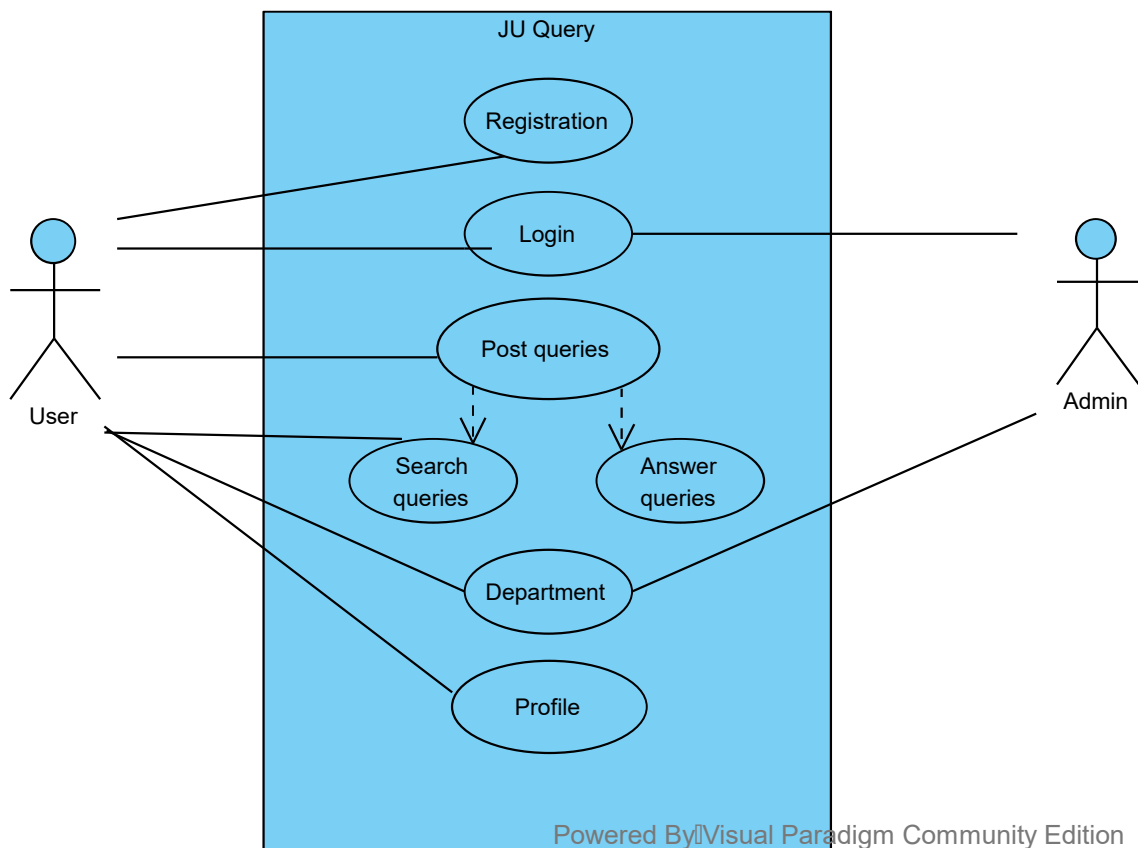 JU Query
Registration
Login
Post queries
User
Admin
Search
queries
Answer
queries
Department
Profile
Powered By Visual Paradigm Community Edition